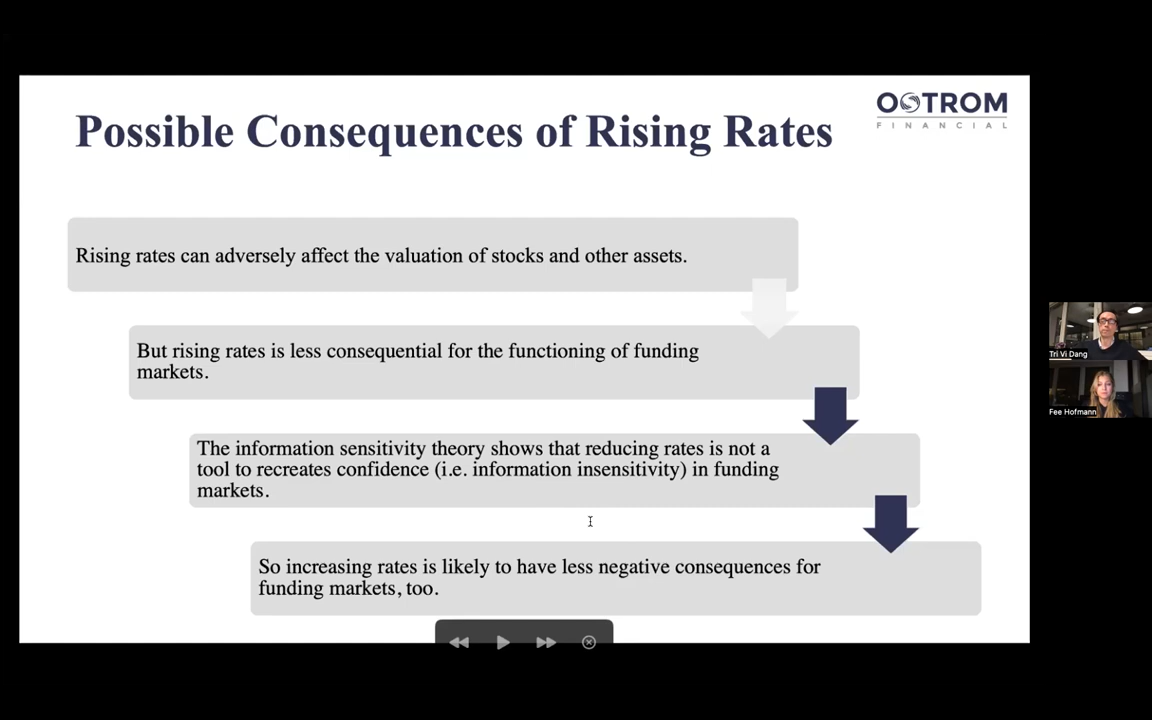 OSTROM
FINANCIAL
Possible Consequences of Rising Rates
Rising rates can adversely affect the valuation of stocks and other assets.
But rising rates is less consequential for the functioning of funding
markets.
The information sensitivity theory shows that reducing rates is not a
tool to recreates confidence (i.e. information insensitivity) in funding
markets.
So increasing rates is likely to have less negative consequences for
funding markets, too.
Tri Vi Dang
Fee Hofmann